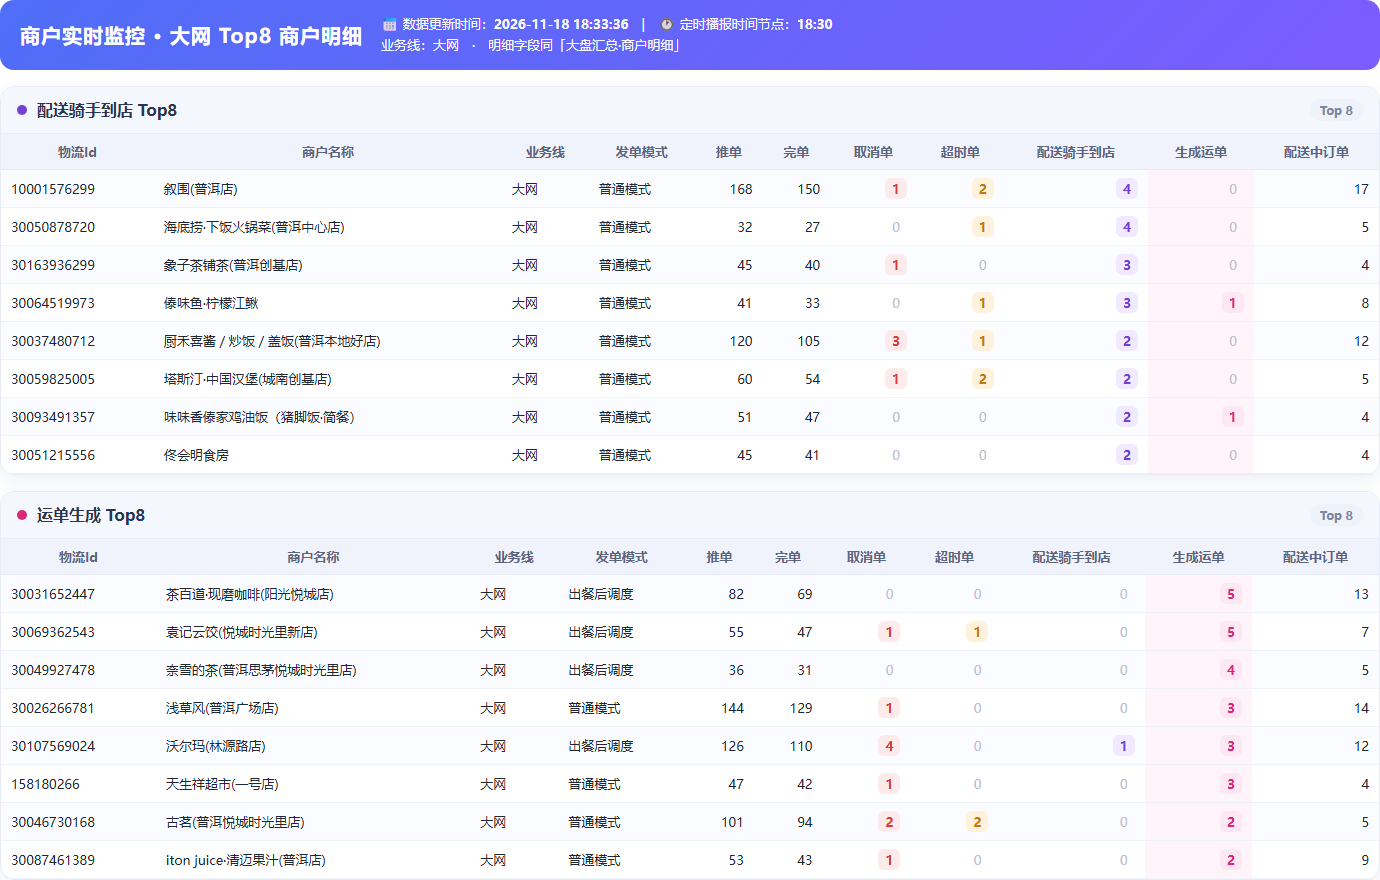 商户实时监控 • 大网 Top8 商户明细
数据更新时间：2026-11-18 18:33:36 | 定时播报时间节点：18:30
业务线：大网 · 明细字段同「大盘汇总·商户明细」
配送骑手到店 Top8
Top 8
物流Id 商户名称 业务线 发单模式 推单 完单 取消单 超时单 配送骑手到店 生成运单 配送中订单
10001576299 叙围(普洱店) 大网 普通模式 168 150 1 2 4 0 17
30050878720 海底捞·下饭火锅菜(普洱中心店) 大网 普通模式 32 27 0 1 4 0 5
30163936299 象子茶铺茶(普洱创基店) 大网 普通模式 45 40 1 0 3 0 4
30064519973 傣味鱼·柠檬江鳅 大网 普通模式 41 33 0 1 3 1 8
30037480712 厨禾喜酱 / 炒饭 / 盖饭(普洱本地好店) 大网 普通模式 120 105 3 1 2 0 12
30059825005 塔斯汀·中国汉堡(城南创基店) 大网 普通模式 60 54 1 2 2 0 5
30093491357 味味香傣家鸡油饭（猪脚饭·简餐） 大网 普通模式 51 47 0 0 2 1 4
30051215556 佟会明食房 大网 普通模式 45 41 0 0 2 0 4
运单生成 Top8
Top 8
物流Id 商户名称 业务线 发单模式 推单 完单 取消单 超时单 配送骑手到店 生成运单 配送中订单
30031652447 茶百道·现磨咖啡(阳光悦城店) 大网 出餐后调度 82 69 0 0 0 5 13
30069362543 袁记云饺(悦城时光里新店) 大网 出餐后调度 55 47 1 1 0 5 7
30049927478 奈雪的茶(普洱思茅悦城时光里店) 大网 出餐后调度 36 31 0 0 0 4 5
30026266781 浅草风(普洱广场店) 大网 普通模式 144 129 1 0 0 3 14
30107569024 沃尔玛(林源路店) 大网 出餐后调度 126 110 4 0 1 3 12
158180266 天生祥超市(一号店) 大网 普通模式 47 42 1 0 0 3 4
30046730168 古茗(普洱悦城时光里店) 大网 普通模式 101 94 2 2 0 2 5
30087461389 iton juice·清迈果汁(普洱店) 大网 普通模式 53 43 1 0 0 2 9